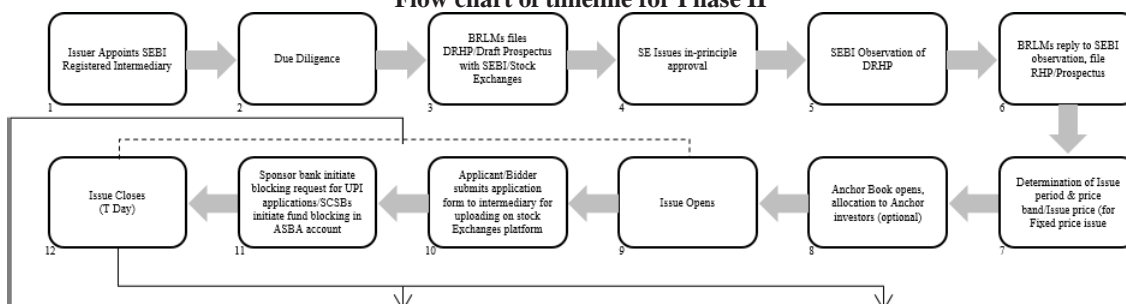 Flow chart of timeline for Phase II
Issuer Appoints SEBI
Registered Intermediary
1
Due Diligence
2
BRLMs files
DRHP/Draft Prospectus
with SEBI/Stock
Exchanges
3
SE Issues in-principle
approval
4
SEBI Observation of
DRHP
5
BRLMs reply to SEBI
observation, file
RHP/Prospectus
6
Determination of Issue
period & price
band/Issue price (for
Fixed price issue
7
Anchor Book opens,
allocation to Anchor
investors (optional)
8
Issue Opens
9
Applicant/Bidder
submits application
form to intermediary for
uploading on stock
Exchanges platform
10
Sponsor bank initiate
blocking request for UPI
applications/SCSBs
initiate fund blocking in
ASBA account
11
Issue Closes
(T Day)
12